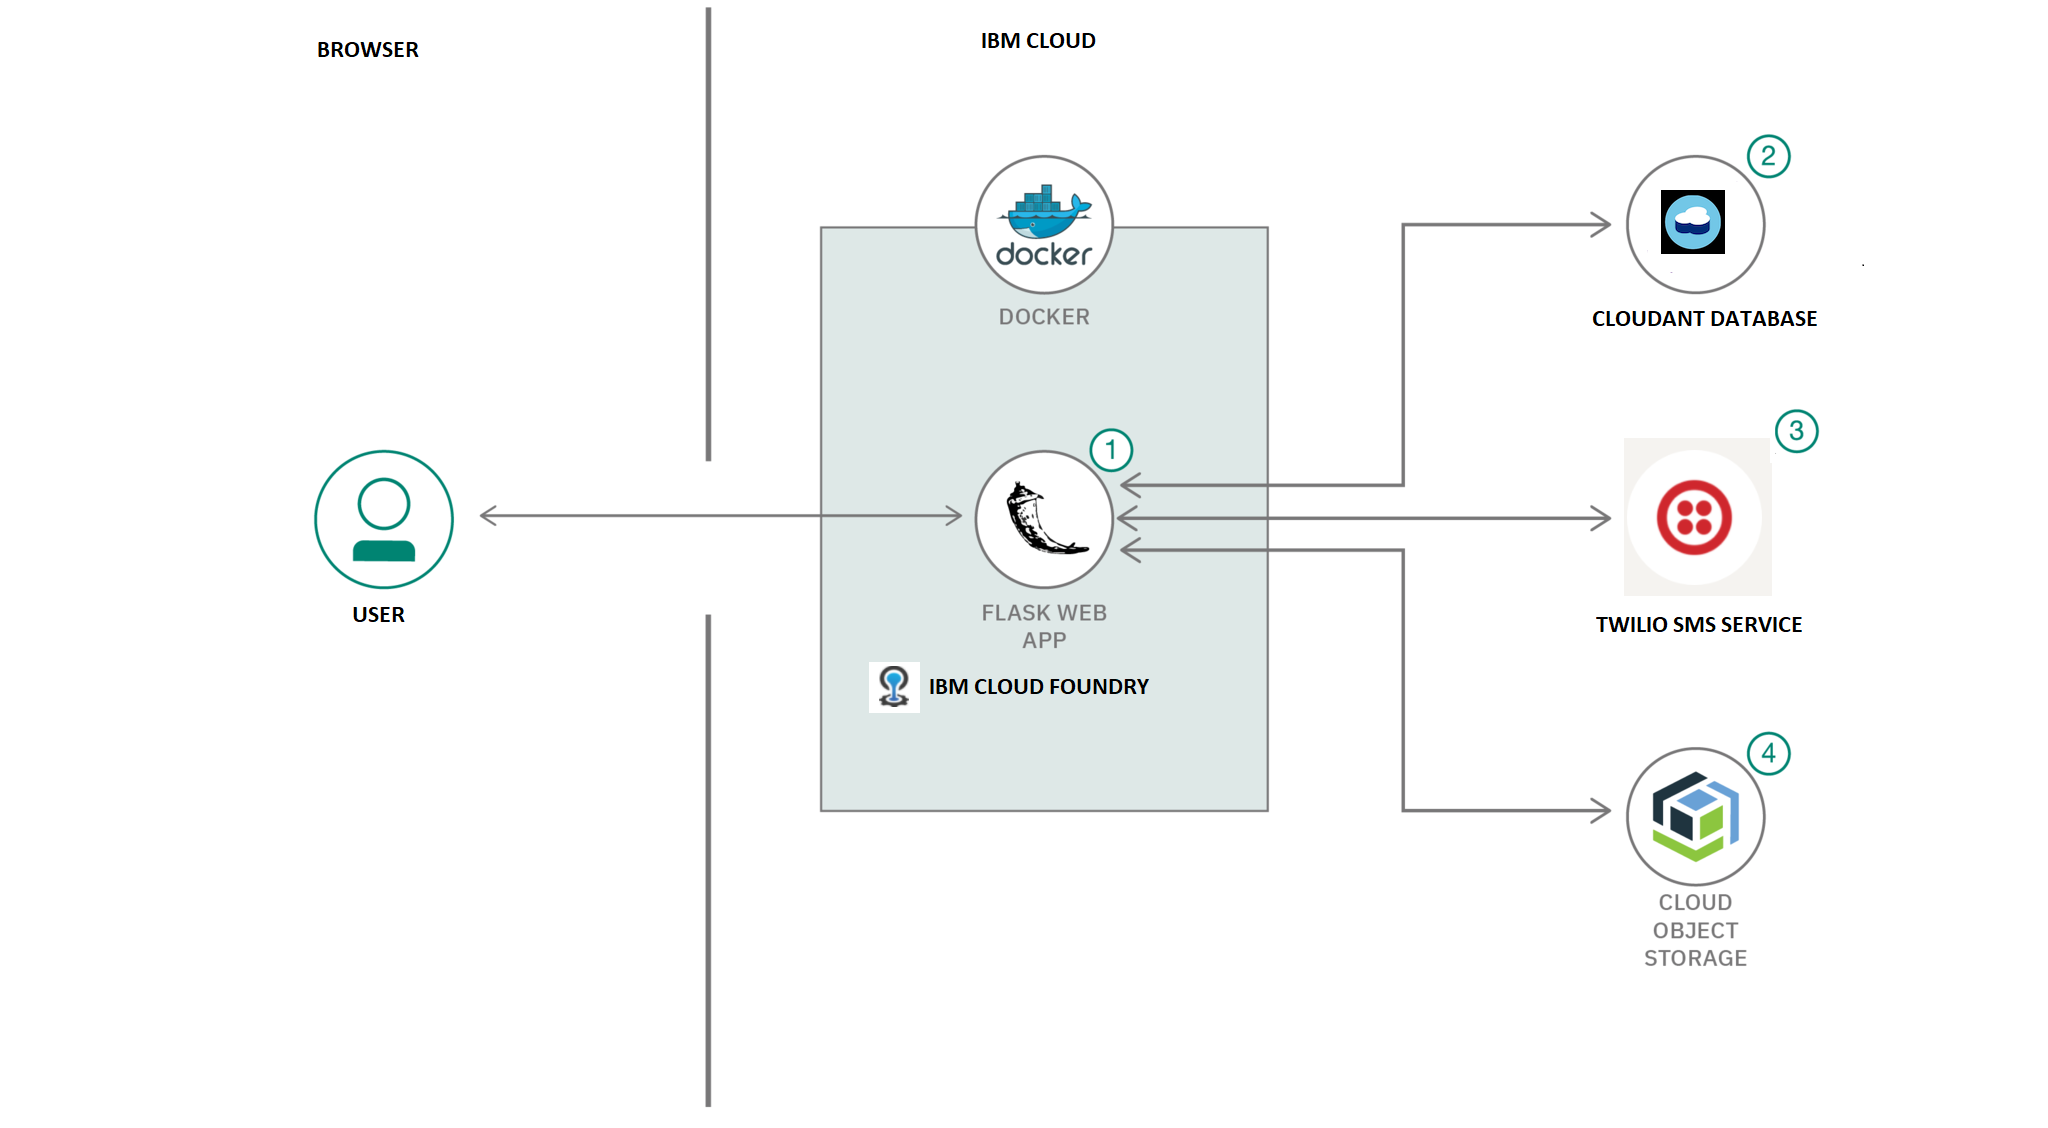 BROWSER
IBM CLOUD
2
docker
DOCKER
CLOUDANT DATABASE
1
3
USER
FLASK WEB
APP
TWILIO SMS SERVICE
IBM CLOUD FOUNDRY
4
CLOUD
OBJECT
STORAGE